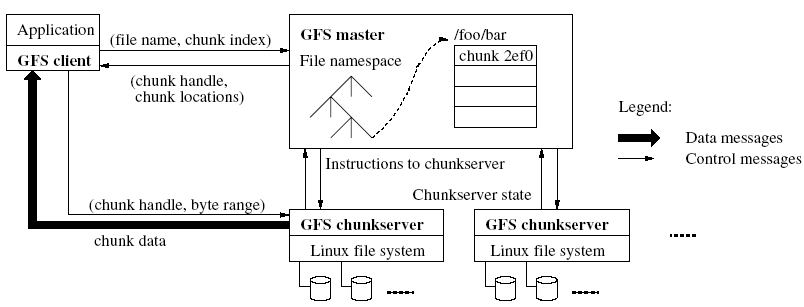 Application
GFS client
(file name, chunk index)
(chunk handle,
chunk locations)
GFS master
File namespace
/foo/bar
chunk 2ef0
Legend:
Data messages
Control messages
Instructions to chunkserver
Chunkserver state
(chunk handle, byte range)
chunk data
GFS chunkserver
Linux file system
GFS chunkserver
Linux file system